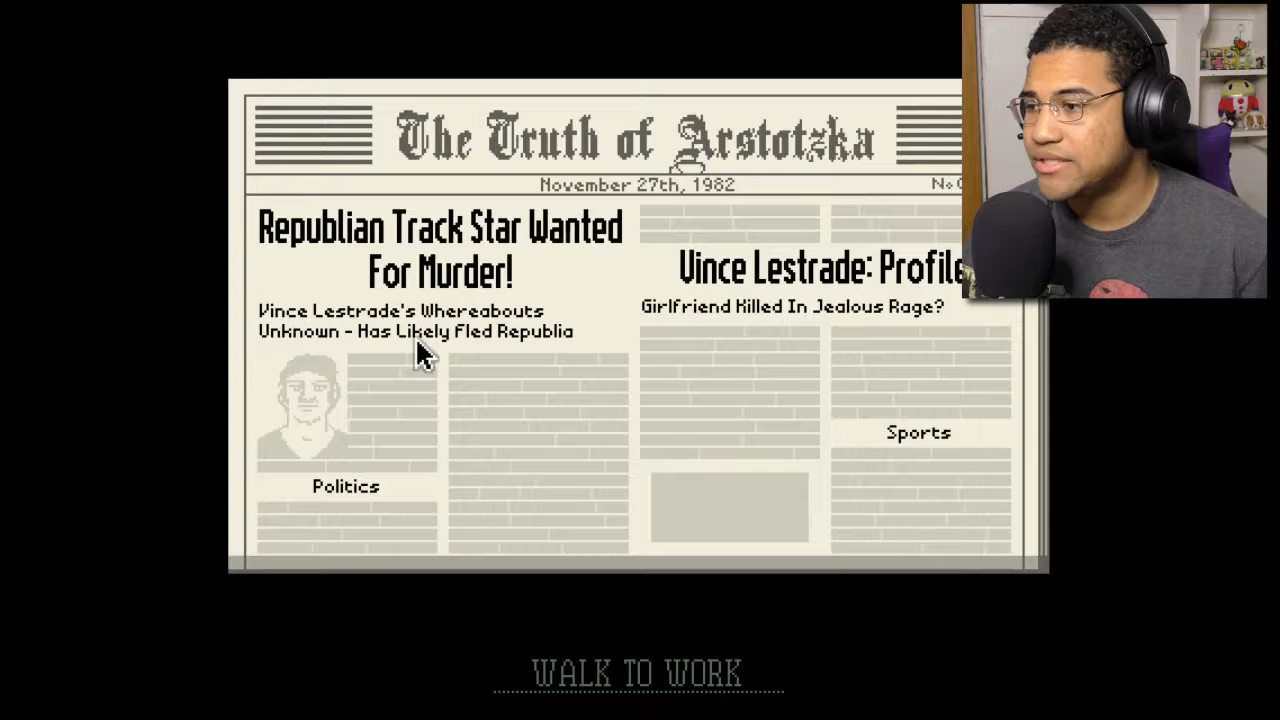 The Truth of Arstotzka
November 27th, 1982
Republian Track Star Wanted
For Murder!
Vince Lestrade's Whereabouts
Unknown - Has Likely Fled Republia
Politics
Vince Lestrade: Profile
Girlfriend Killed In Jealous Rage?
Sports
WALK TO WORK